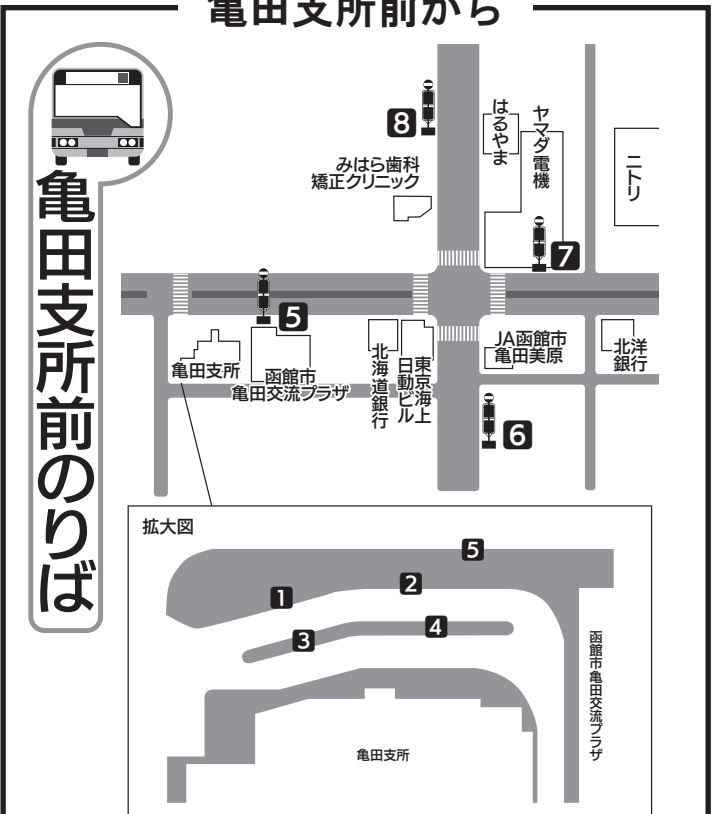 亀田支所前から
亀田支所前のりば
8
はるやま
ヤマダ電機
ニトリ
みはら歯科
矯正クリニック
7
5
亀田支所
函館市
亀田交流プラザ
北海道銀行
東京海上
日動ビル
JA函館市
亀田美原
北洋
銀行
6
拡大図
5
1
2
3
4
函館市亀田交流プラザ
亀田支所